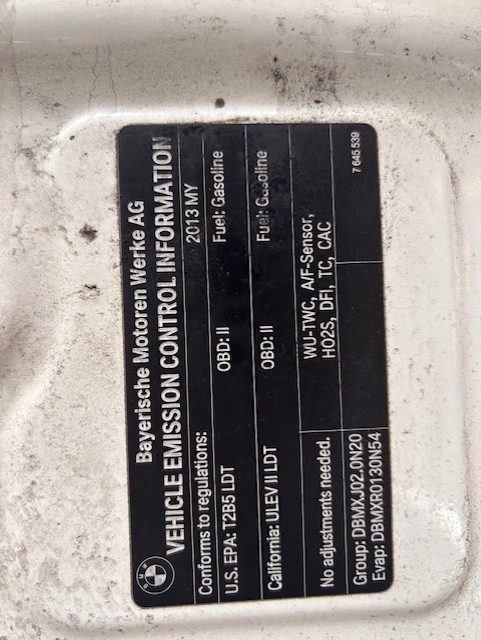 Bayerische Motoren Werke AG
VEHICLE EMISSION CONTROL INFORMATION
2013 MY
Conforms to regulations:
U.S. EPA: T2B5 LDT OBD: II Fuel: Gasoline
California: ULEV II LDT OBD: II Fuel: Gasoline
No adjustments needed. WU-TWC, A/F-Sensor,
HO2S, DFI, TC, CAC
Group: DBMXJ02.0N20
Evap: DBMXR0130N54
7 645 539
BMW